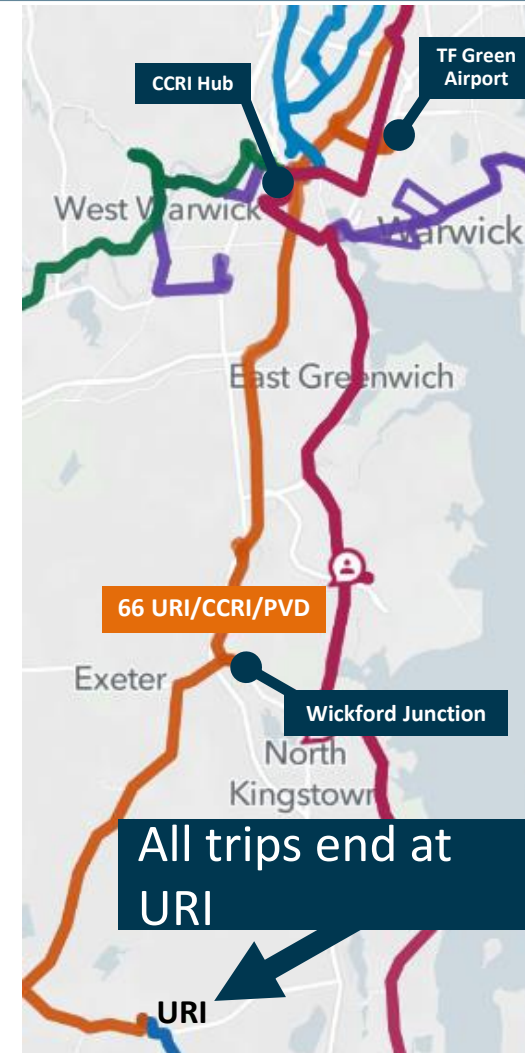 TF Green
Airport
CCRI Hub
West Warwick
Warwick
East Greenwich
66 URI/CCRI/PVD
Exeter
Wickford Junction
North
Kingstown
All trips end at
URI
URI